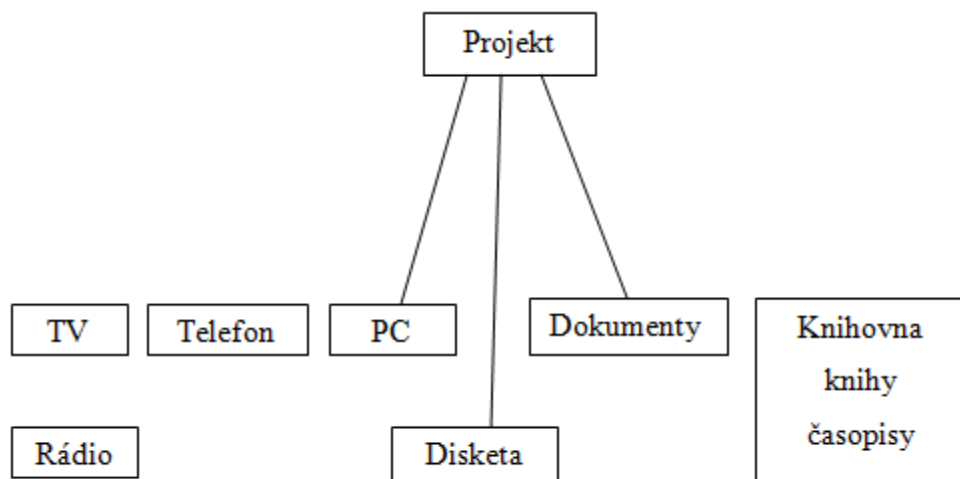 Projekt
TV
Telefon
PC
Dokumenty
Knihovna
knihy
časopisy
Rádio
Disketa